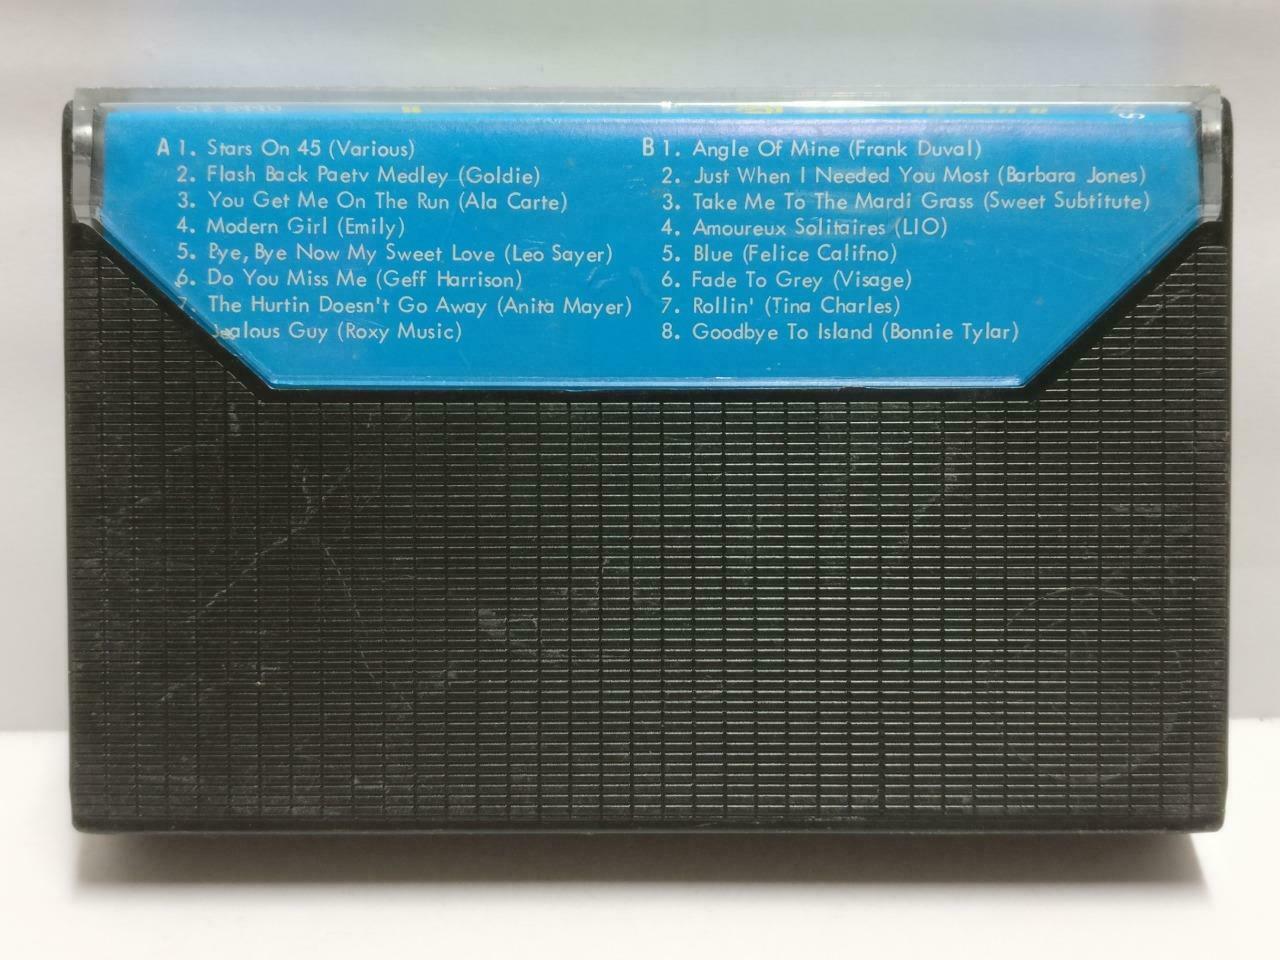 A 1. Stars On 45 (Various)
2. Flash Back Paetv Medley (Goldie)
3. You Get Me On The Run (Ala Carte)
4. Modern Girl (Emily)
5. Bye, Bye Now My Sweet Love (Leo Sayer)
6. Do You Miss Me (Geff Harrison)
7. The Hurtin Doesn't Go Away (Anita Mayer)
Jealous Guy (Roxy Music)
B 1. Angle Of Mine (Frank Duval)
2. Just When I Needed You Most (Barbara Jones)
3. Take Me To The Mardi Grass (Sweet Subtitute)
4. Amoureux Solitaires (LIO)
5. Blue (Felice Califno)
6. Fade To Grey (Visage)
7. Rollin' (Tina Charles)
8. Goodbye To Island (Bonnie Tylar)